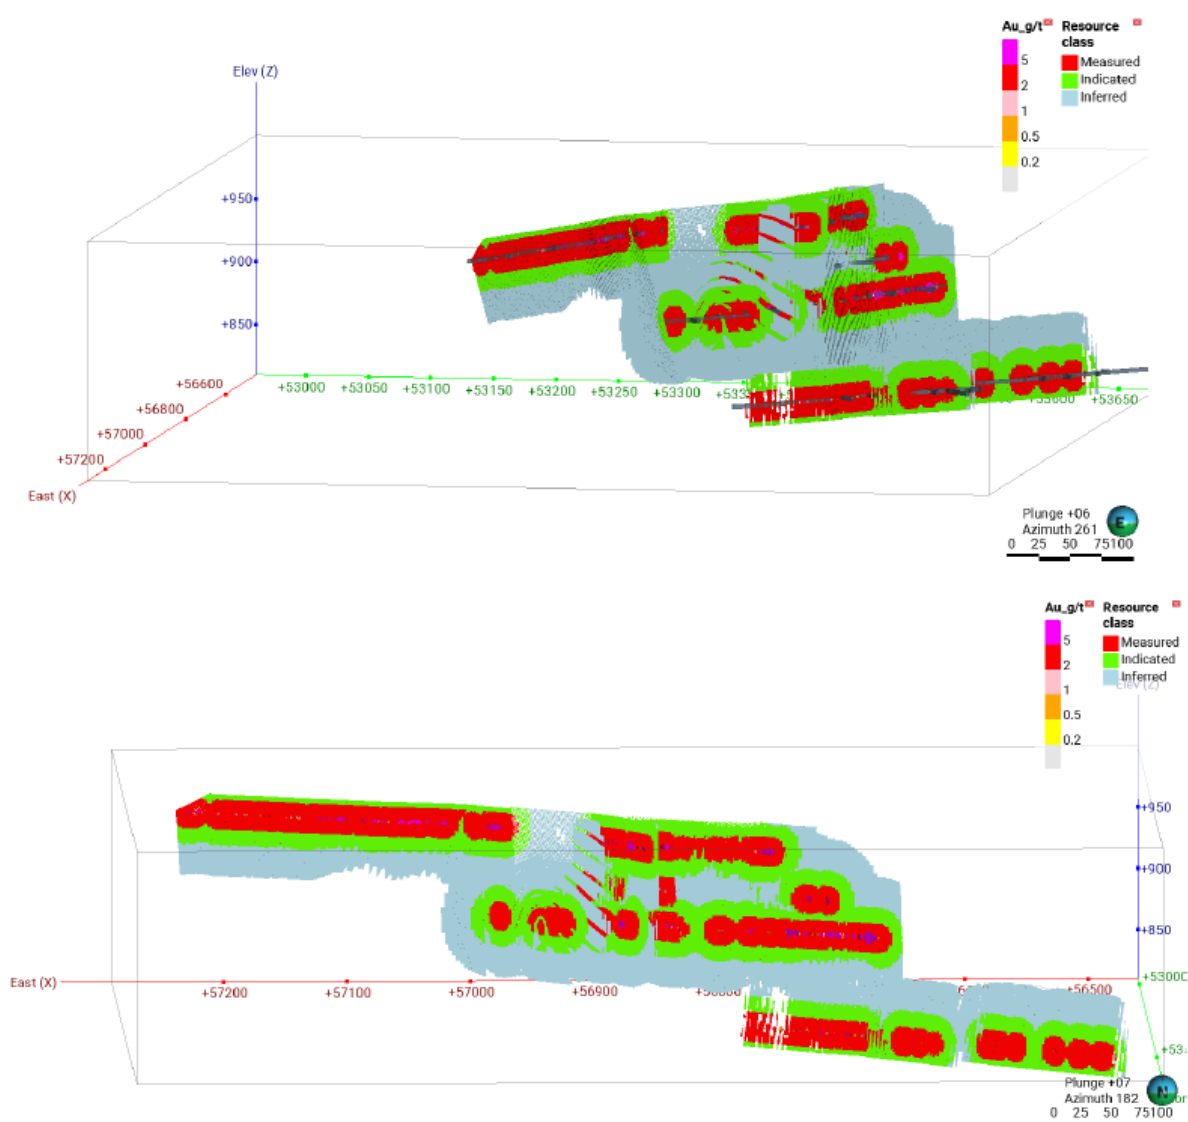 Au_g/t Resource
class
Elev (Z)
5 Measured
2 Indicated
1 Inferred
0.5
0.2
+950
+900
+850
+56600
+56800
+57000
+57200
East (X)
+53000 +53050 +53100 +53150 +53200 +53250 +53300 +53650
Plunge +06
Azimuth 261
E
0 25 50 75100
Au_g/t Resource
class
5 Measured
2 Indicated
1 Inferred
Elev (Z)
0.5
0.2
+950
+900
+850
East (X)
+57200 +57100 +57000 +56900 +56500
Plunge +07
Azimuth 182
N
0 25 50 75100